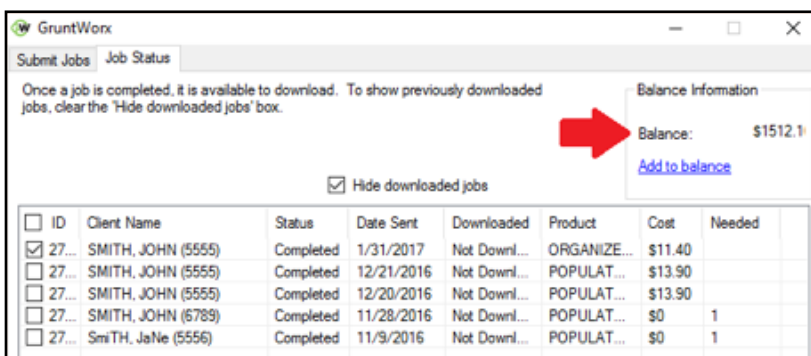 GruntWorx
Submit Jobs Job Status
Once a job is completed, it is available to download. To show previously downloaded
jobs, clear the 'Hide downloaded jobs' box.
Balance Information
Balance: $1512.1
Add to balance
Hide downloaded jobs
ID Client Name Status Date Sent Downloaded Product Cost Needed
27... SMITH, JOHN (5555) Completed 1/31/2017 Not Downl... ORGANIZE... $11.40
27... SMITH, JOHN (5555) Completed 12/21/2016 Not Downl... POPULAT... $13.90
27... SMITH, JOHN (5555) Completed 12/20/2016 Not Downl... POPULAT... $13.90
27... SMITH, JOHN (6789) Completed 11/28/2016 Not Downl... POPULAT... $0 1
27... SmiTH, JaNe (5556) Completed 11/9/2016 Not Downl... POPULAT... $0 1